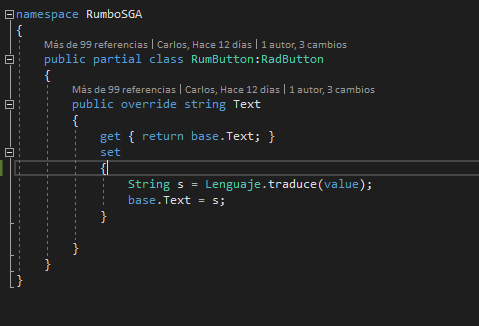 namespace RumboSGA
{
Más de 99 referencias | Carlos, Hace 12 días | 1 autor, 3 cambios
public partial class RumButton:RadButton
{
Más de 99 referencias | Carlos, Hace 12 días | 1 autor, 3 cambios
public override string Text
{
get { return base.Text; }
set
{
String s = Lenguaje.traduce(value);
base.Text = s;
}
}
}
}